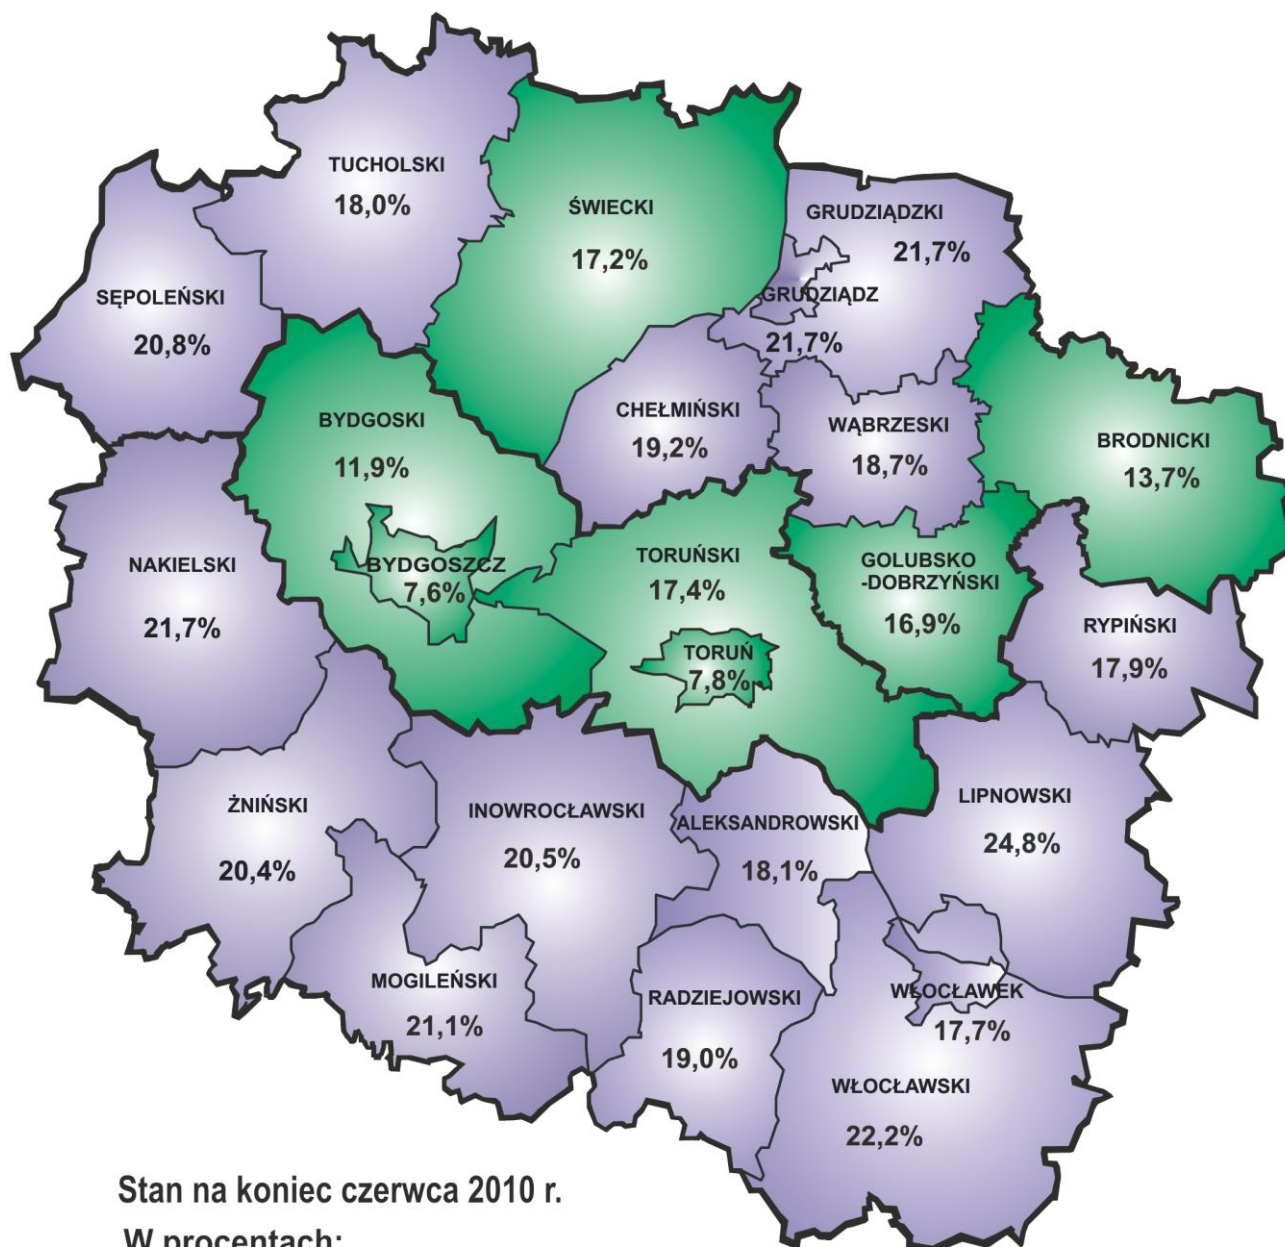 TUCHOLSKI
18,0%
ŚWIECKI
17,2%
GRUDZIĄDZKI
21,7%
GRUDZIĄDZ
21,7%
SĘPOLEŃSKI
20,8%
BYDGOSKI
11,9%
BYDGOSZCZ
7,6%
CHEŁMIŃSKI
19,2%
WĄBRZESKI
18,7%
BRODNICKI
13,7%
NAKIELSKI
21,7%
TORUŃSKI
17,4%
TORUŃ
7,8%
GOLUBSKO
-DOBRZYŃSKI
16,9%
RYPIŃSKI
17,9%
ŻNIŃSKI
20,4%
INOWROCŁAWSKI
20,5%
ALEKSANDROWSKI
18,1%
LIPNOWSKI
24,8%
MOGILEŃSKI
21,1%
RADZIEJOWSKI
19,0%
WŁOCŁAWEK
17,7%
WŁOCŁAWSKI
22,2%
Stan na koniec czerwca 2010 r.
W procentach: